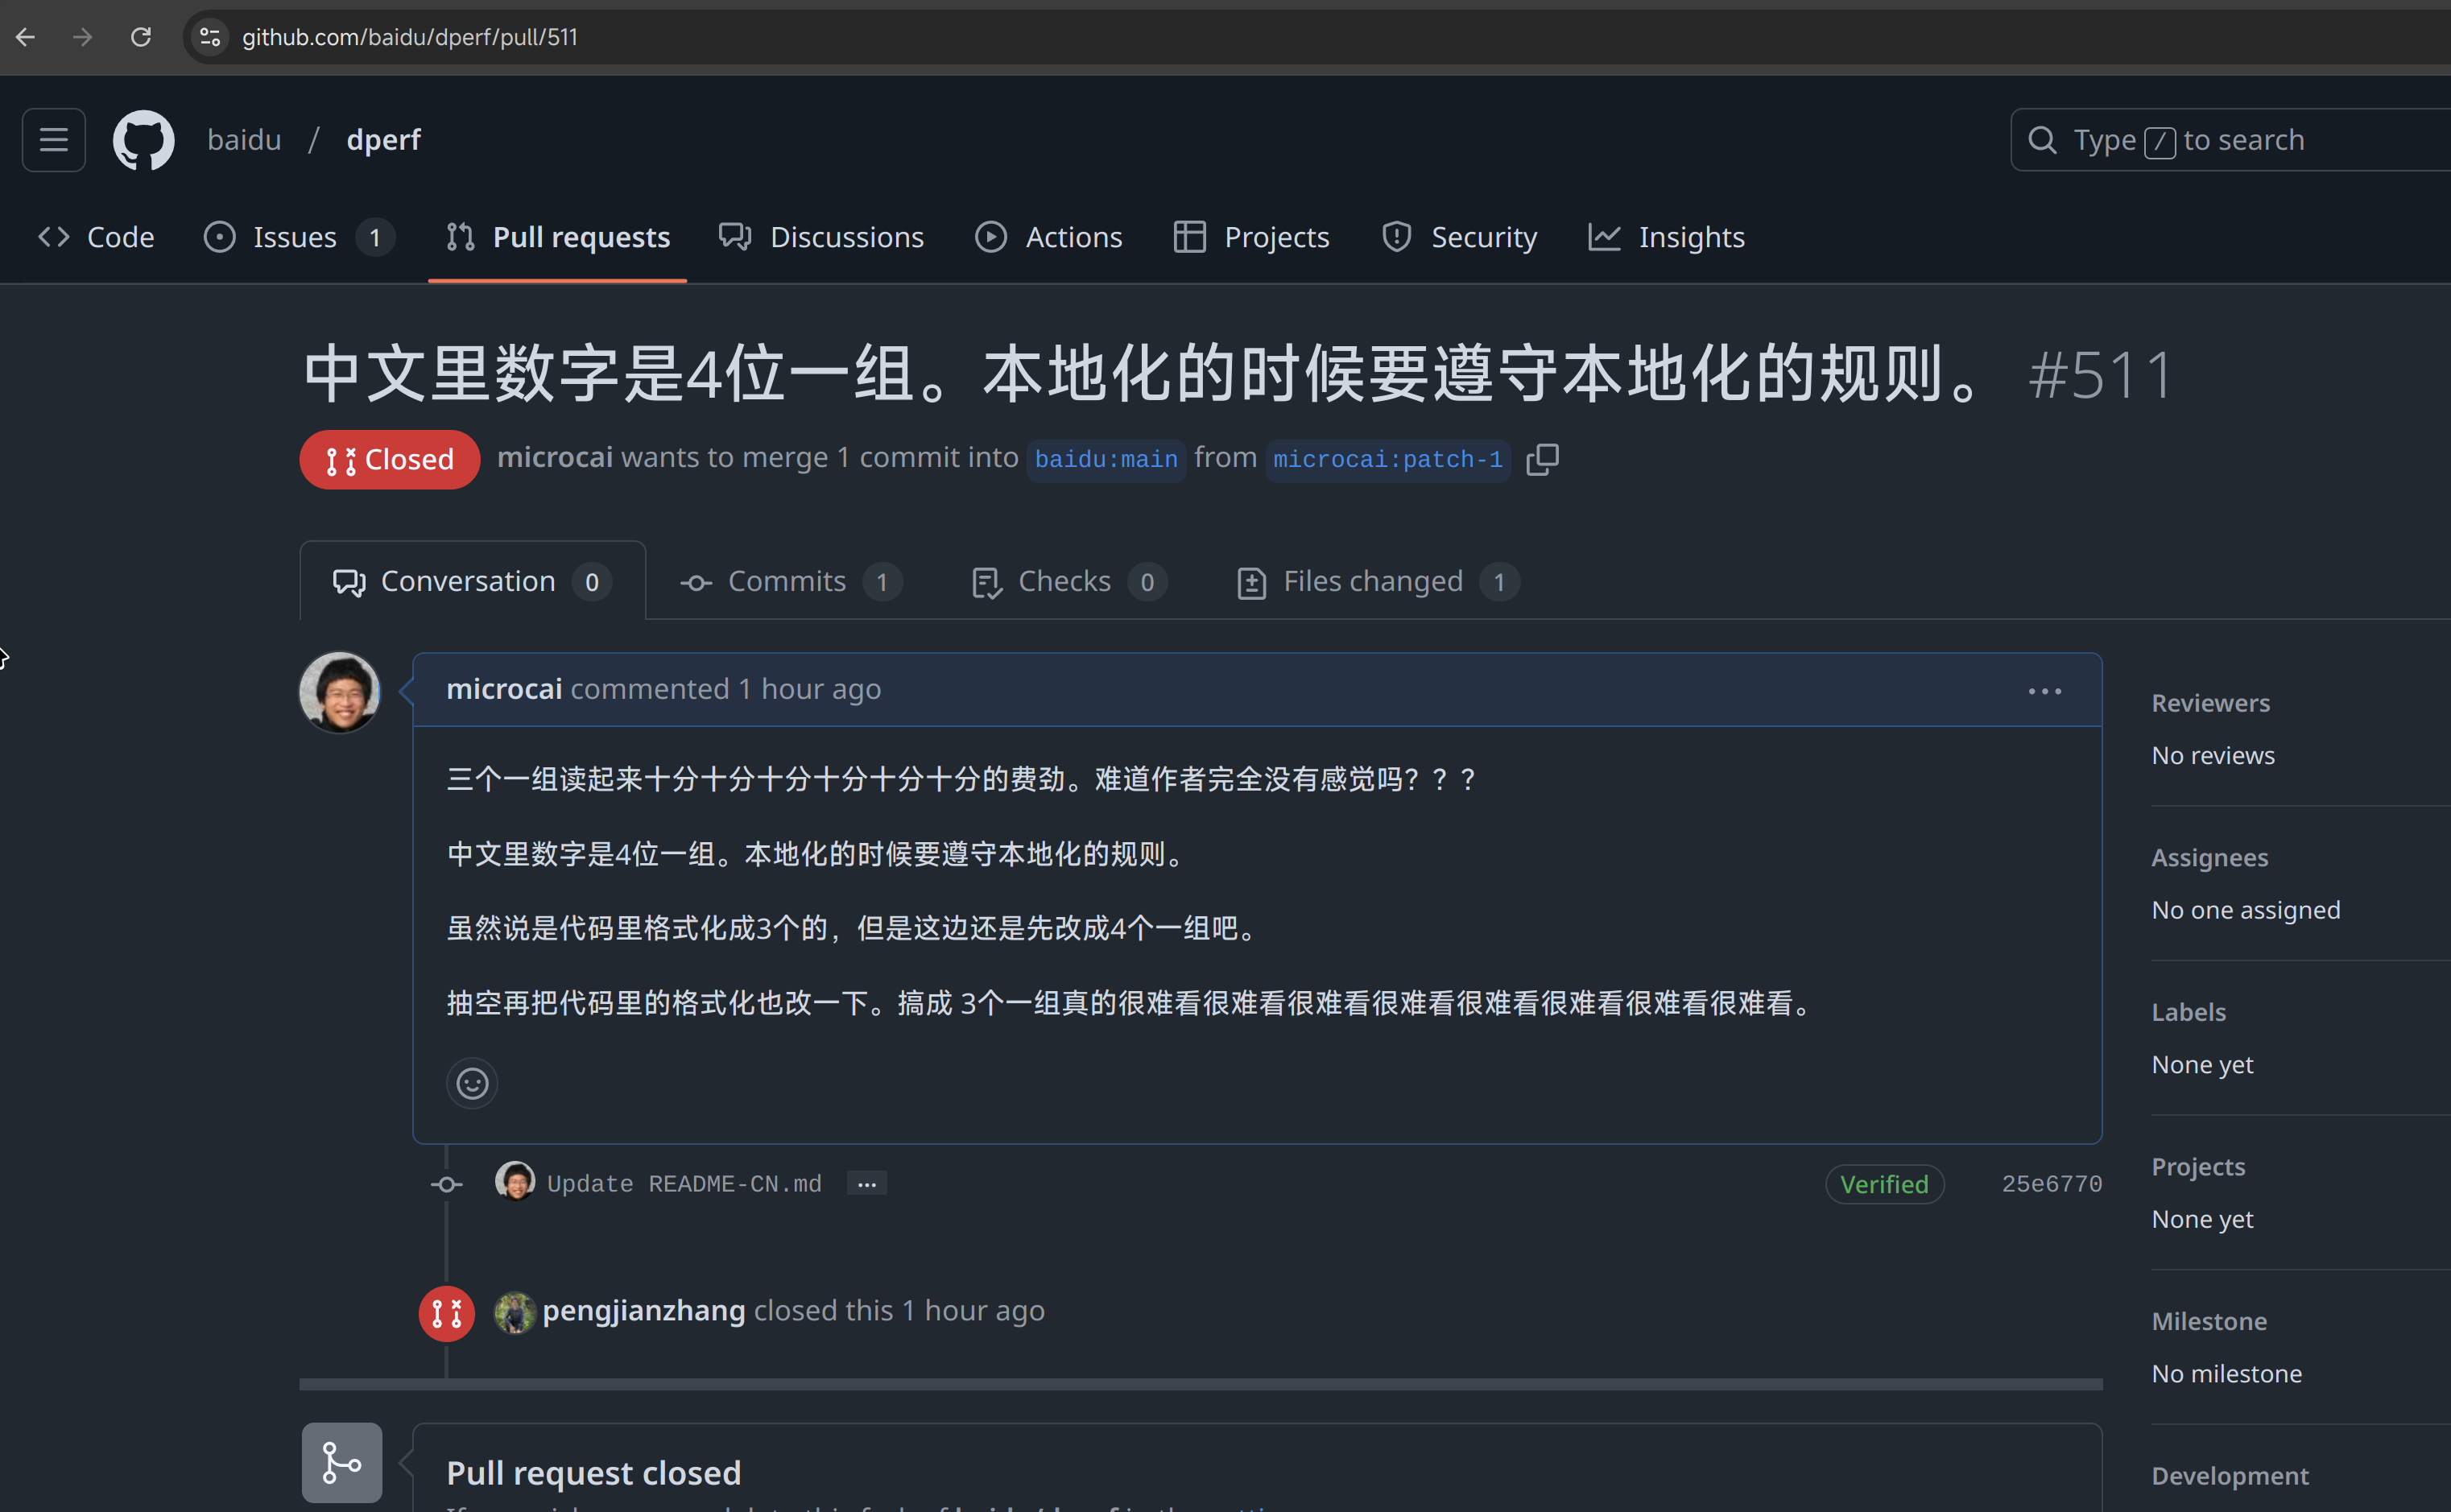 github.com/baidu/dperf/pull/511
baidu / dperf
Type / to search
Code
Issues 1
Pull requests
Discussions
Actions
Projects
Security
Insights
中文里数字是4位一组。本地化的时候要遵守本地化的规则。 #511
Closed microcai wants to merge 1 commit into baidu:main from microcai:patch-1
Conversation 0
Commits 1
Checks 0
Files changed 1
microcai commented 1 hour ago
三个一组读起来十分十分十分十分十分十分的费劲。难道作者完全没有感觉吗？？？
中文里数字是4位一组。本地化的时候要遵守本地化的规则。
虽然说是代码里格式化成3个的，但是这边还是先改成4个一组吧。
抽空再把代码里的格式化也改一下。搞成 3个一组真的很难看很难看很难看很难看很难看很难看很难看很难看。
Update README-CN.md ...
Verified
25e6770
pengjianzhang closed this 1 hour ago
Pull request closed
Reviewers
No reviews
Assignees
No one assigned
Labels
None yet
Projects
None yet
Milestone
No milestone
Development